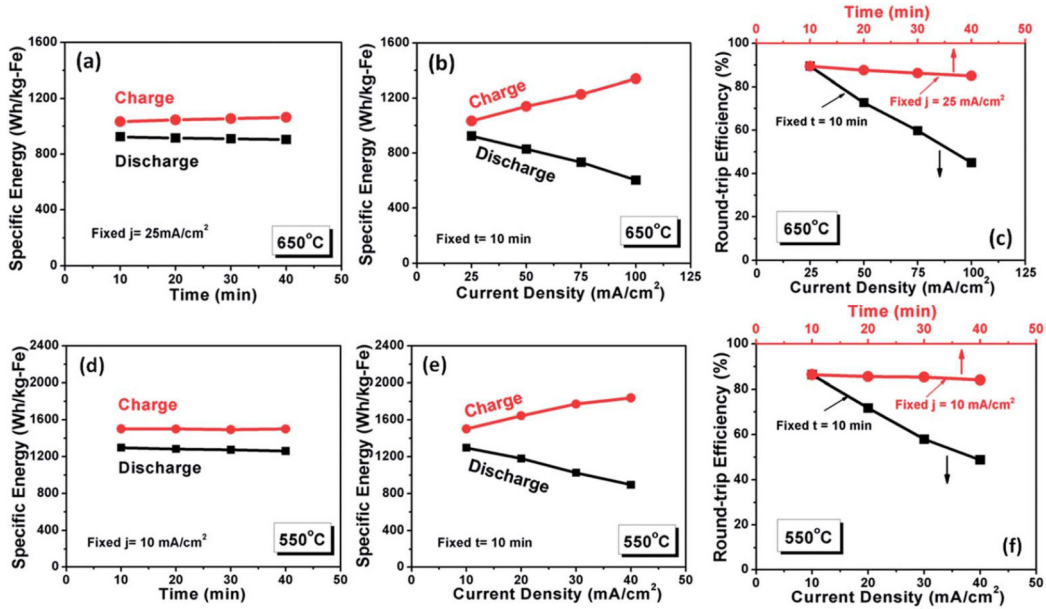 (a)
Specific Energy (Wh/kg-Fe)
1600
1200
800
400
0
Charge
Discharge
Fixed j= 25mA/cm²
650°C
0 10 20 30 40 50
Time (min)
(b)
Specific Energy (Wh/kg-Fe)
1600
1200
800
400
0
Charge
Discharge
Fixed t= 10 min
650°C
0 25 50 75 100 125
Current Density (mA/cm²)
Time (min)
0 10 20 30 40 50
Round-trip Efficiency (%)
100
80
60
40
20
0
Fixed j = 25 mA/cm²
Fixed t = 10 min
650°C
(c)
0 25 50 75 100 125
Current Density (mA/cm²)
(d)
Specific Energy (Wh/kg-Fe)
2400
2000
1600
1200
800
400
0
Charge
Discharge
Fixed j= 10 mA/cm²
550°C
0 10 20 30 40 50
Time (min)
(e)
Specific Energy (Wh/kg-Fe)
2400
2000
1600
1200
800
400
0
Charge
Discharge
Fixed t= 10 min
550°C
0 10 20 30 40 50
Current Density (mA/cm²)
Time (min)
0 10 20 30 40 50
Round-trip Efficiency (%)
100
80
60
40
20
0
Fixed j = 10 mA/cm²
Fixed t = 10 min
550°C
(f)
0 10 20 30 40 50
Current Density (mA/cm²)